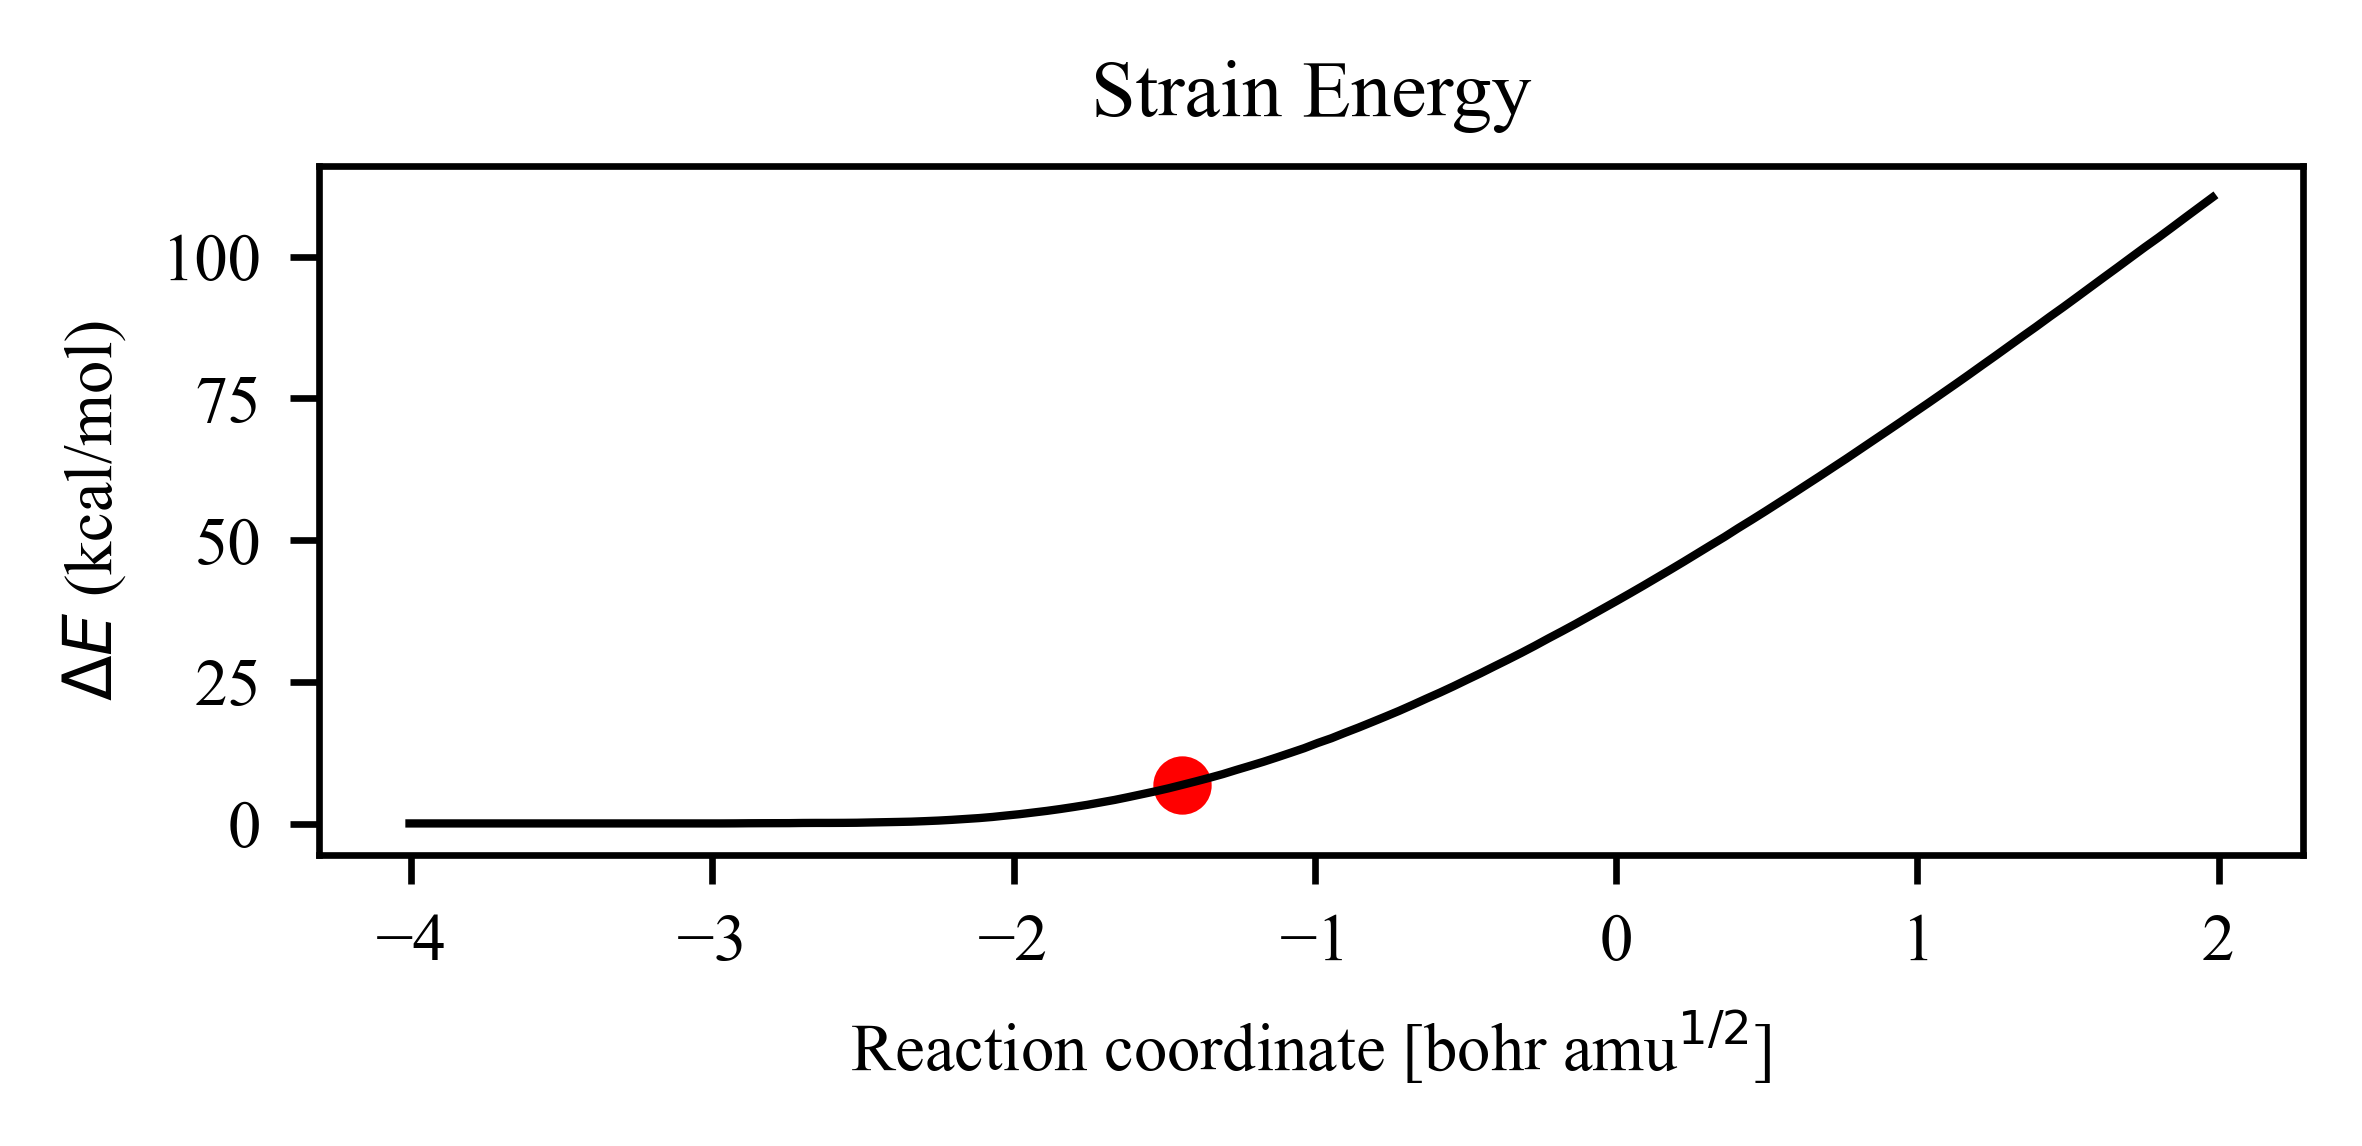 Strain Energy
ΔE (kcal/mol)
100
75
50
25
0
−4 −3 −2 −1 0 1 2
Reaction coordinate [bohr amu^{1/2}]